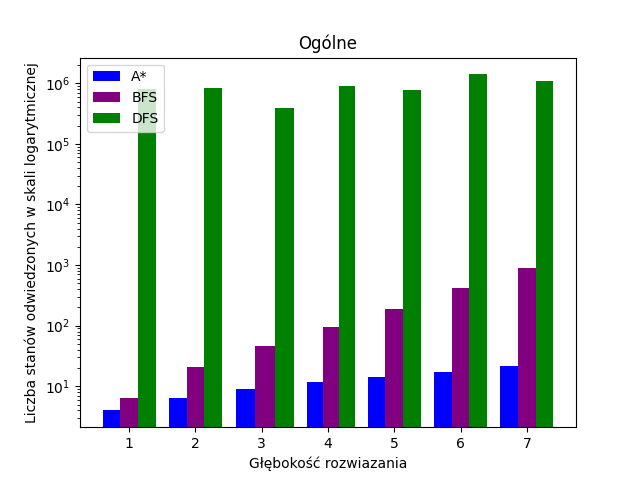 Ogólne
Liczba stanów odwiedzonych w skali logarytmicznej
10⁶
10⁵
10⁴
10³
10²
10¹
A*
BFS
DFS
1 2 3 4 5 6 7
Głębokość rozwiazania